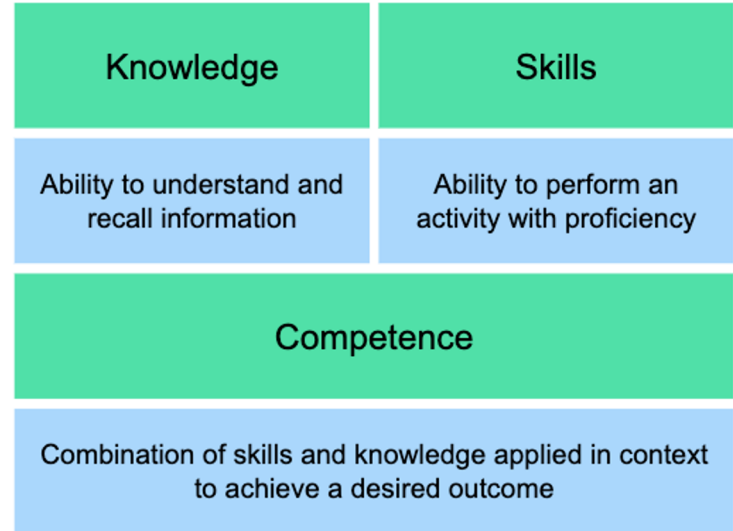 Knowledge
Skills
Ability to understand and
recall information
Ability to perform an
activity with proficiency
Competence
Combination of skills and knowledge applied in context
to achieve a desired outcome